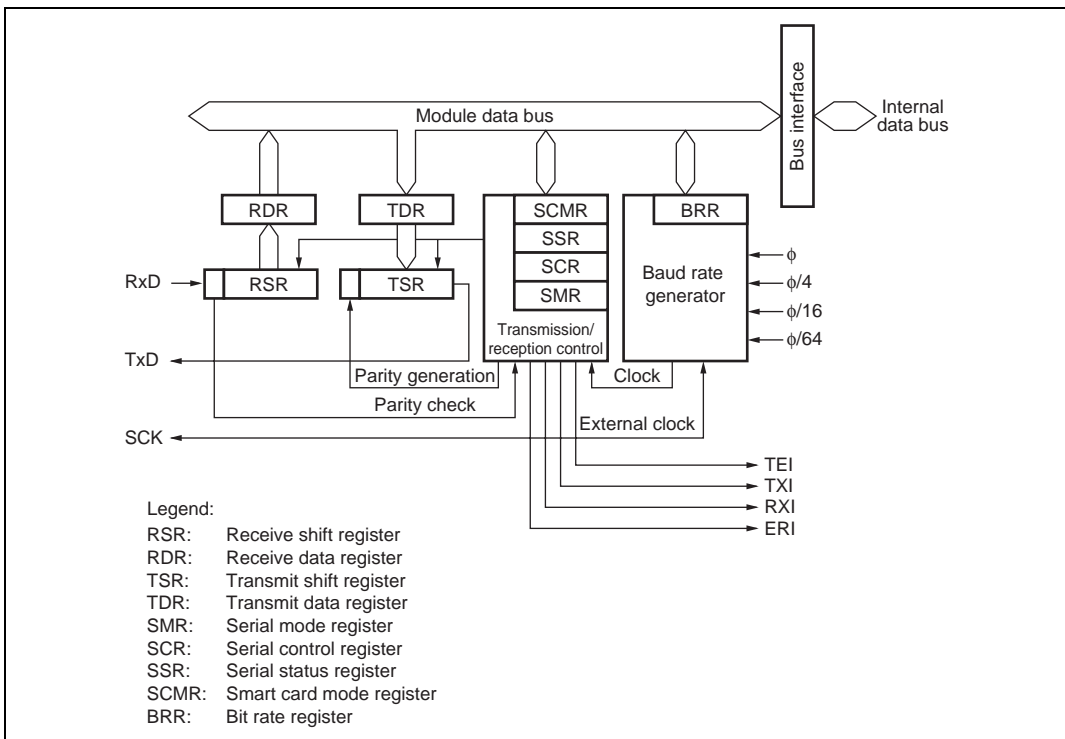 Bus interface
Internal
data bus
Module data bus
RDR
TDR
SCMR
BRR
SSR
SCR
SMR
RxD
RSR
TSR
Baud rate
generator
ϕ
ϕ/4
ϕ/16
ϕ/64
Transmission/
reception control
TxD
Parity generation
Clock
Parity check
External clock
SCK
TEI
TXI
RXI
ERI
Legend:
RSR: Receive shift register
RDR: Receive data register
TSR: Transmit shift register
TDR: Transmit data register
SMR: Serial mode register
SCR: Serial control register
SSR: Serial status register
SCMR: Smart card mode register
BRR: Bit rate register